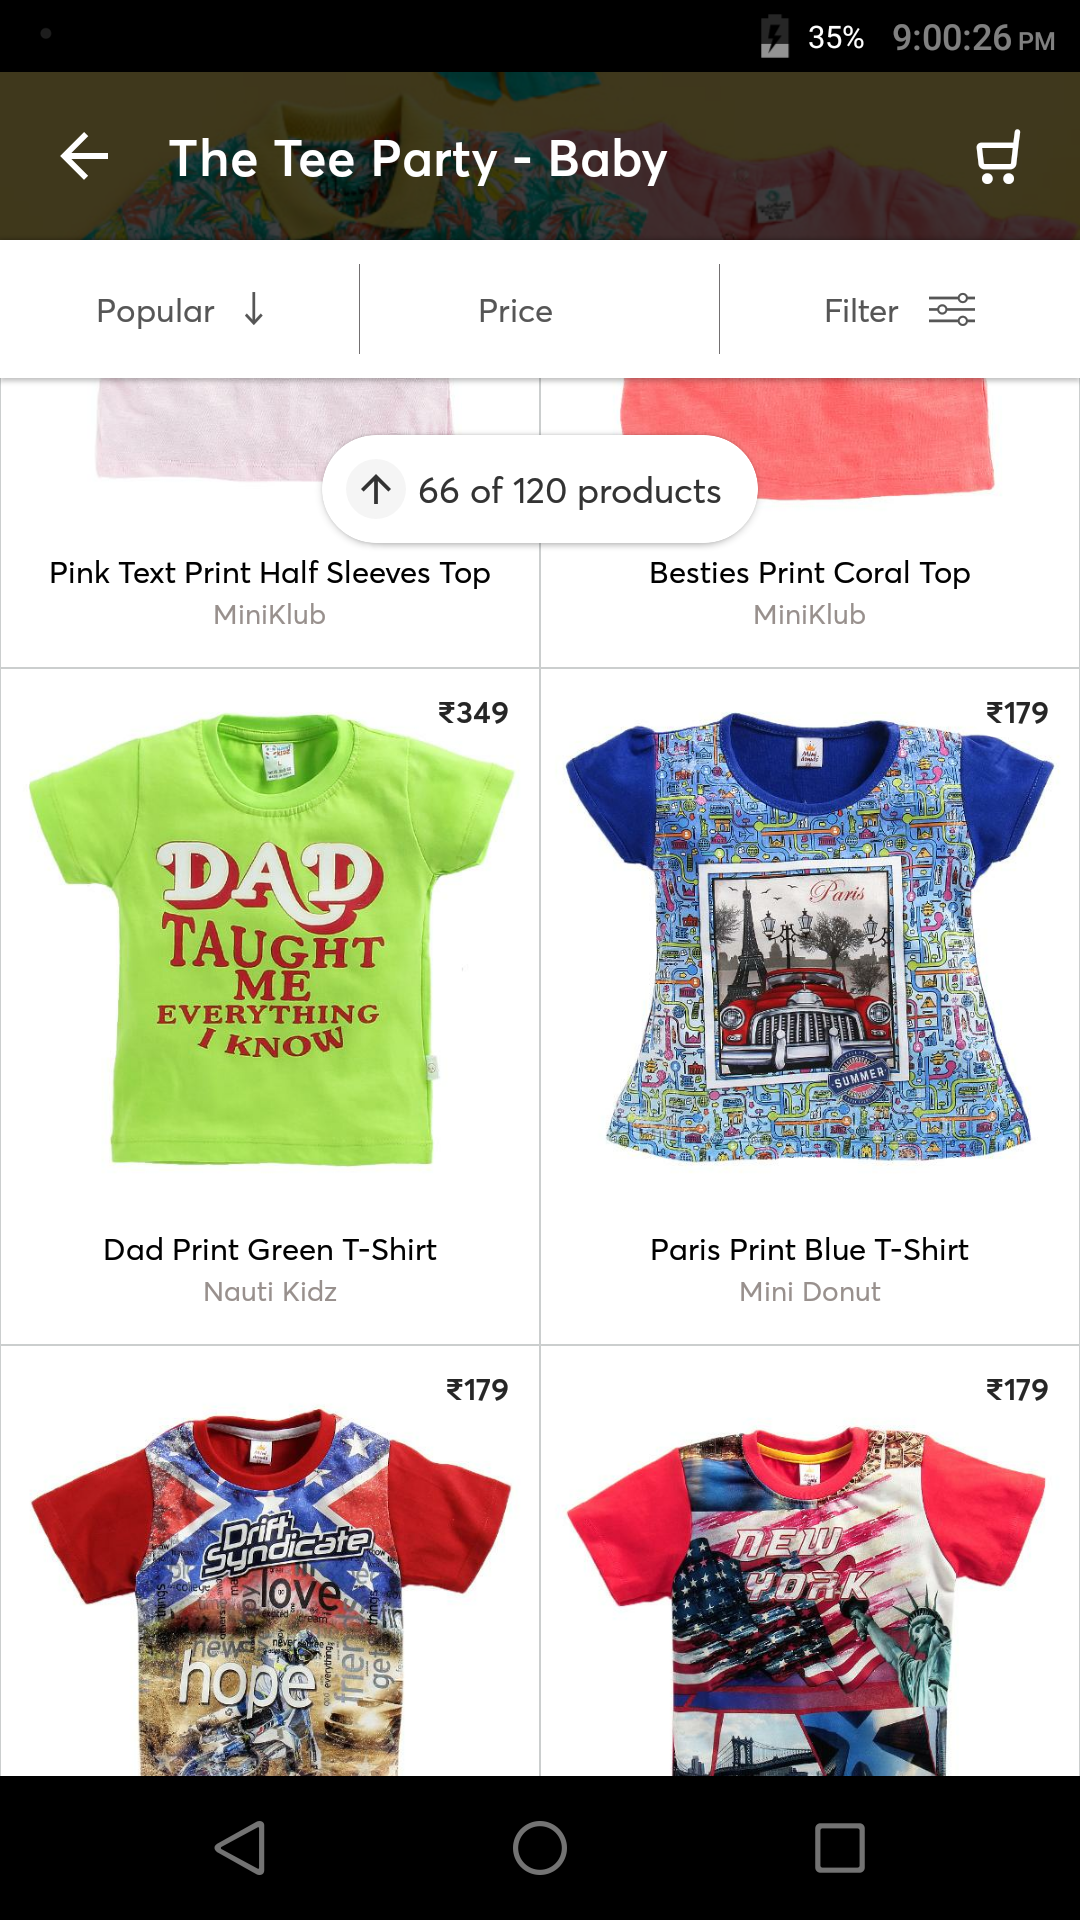 35% 9:00:26 PM
The Tee Party - Baby
Popular
Price
Filter
66 of 120 products
Pink Text Print Half Sleeves Top
MiniKlub
Besties Print Coral Top
MiniKlub
₹349
DAD
TAUGHT
ME
EVERYTHING
I KNOW
Dad Print Green T-Shirt
Nauti Kidz
₹179
Paris
SUMMER
Paris Print Blue T-Shirt
Mini Donut
₹179
Drift
Syndicate
love
things
friends
hope
₹179
NEW
YORK